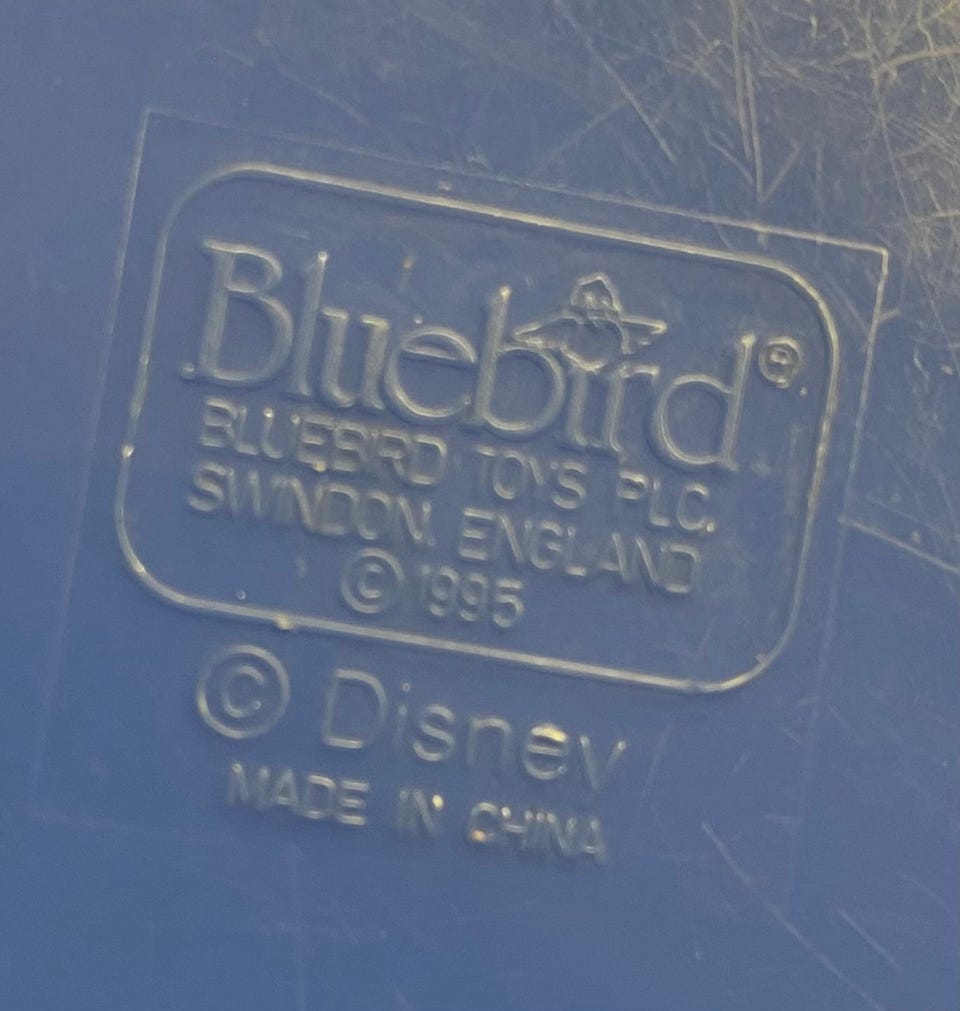 Bluebird®
BLUEBIRD TOYS PLC.
SWINDON, ENGLAND
© 1995
© Disney
MADE IN CHINA